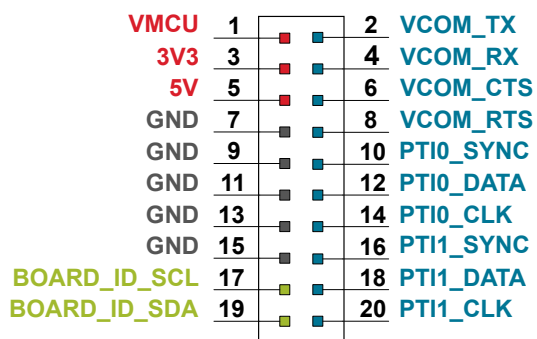 VMCU 1 2 VCOM_TX
3V3 3 4 VCOM_RX
5V 5 6 VCOM_CTS
GND 7 8 VCOM_RTS
GND 9 10 PTI0_SYNC
GND 11 12 PTI0_DATA
GND 13 14 PTI0_CLK
GND 15 16 PTI1_SYNC
BOARD_ID_SCL 17 18 PTI1_DATA
BOARD_ID_SDA 19 20 PTI1_CLK